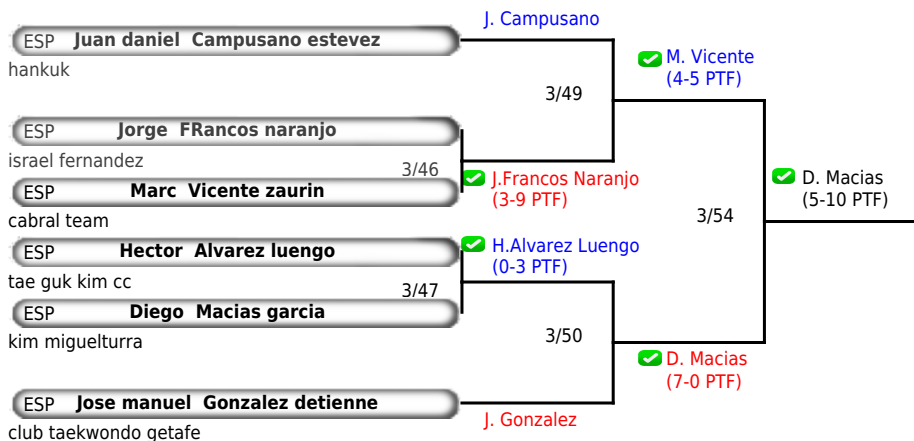 J. Campusano
ESP Juan daniel Campusano estevez
hankuk
M. Vicente
(4-5 PTF)
3/49
ESP Jorge FRancos naranjo
israel fernandez
3/46
J.Francos Naranjo
(3-9 PTF)
ESP Marc Vicente zaurin
cabral team
D. Macias
(5-10 PTF)
3/54
ESP Hector Alvarez luengo
tae guk kim cc
H.Alvarez Luengo
(0-3 PTF)
3/47
ESP Diego Macias garcia
kim miguelturra
3/50
D. Macias
(7-0 PTF)
ESP Jose manuel Gonzalez detienne
club taekwondo getafe
J. Gonzalez